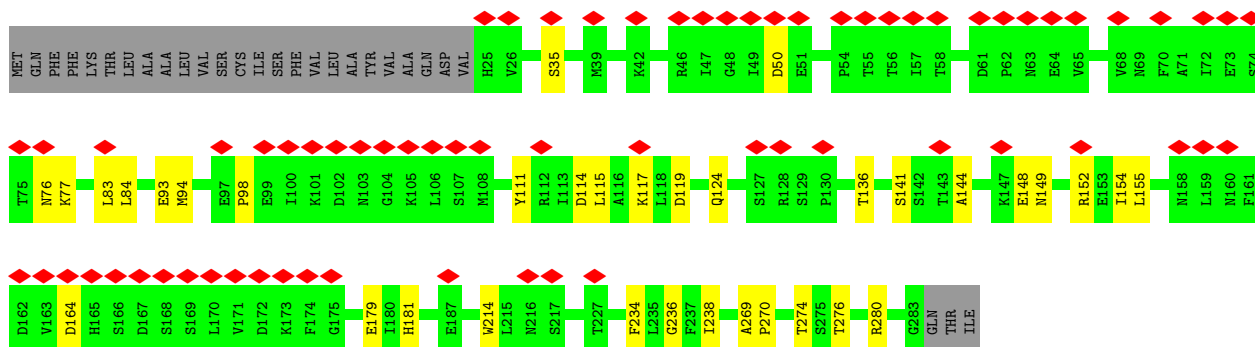 MET GLN PHE PHE LYS THR LEU ALA ALA LEU VAL SER CYS ILE SER PHE VAL LEU ALA TYR VAL ALA GLN ASP VAL H25 V26 S35 M39 K42 R46 I47 G48 I49 D50 E51 P54 T55 T56 I57 T58 D61 P62 N63 E64 V65 V68 N69 F70 A71 I72 E73 S74
T75 N76 K77 L83 L84 E93 M94 E97 P98 E99 I100 K101 D102 N103 G104 K105 L106 S107 M108 Y111 R112 I113 D114 L115 A116 K117 L118 D119 Q124 S127 R128 S129 P130 T136 S141 S142 T143 A144 K147 E148 N149 R152 E153 I154 L155 N158 L159 N160 F161
D162 V163 D164 H165 S166 D167 S168 S169 L170 V171 D172 K173 F174 G175 E179 I180 H181 E187 W214 L215 N216 S217 T227 F234 L235 G236 F237 I238 A269 P270 T274 S275 T276 R280 G283 GLN THR ILE